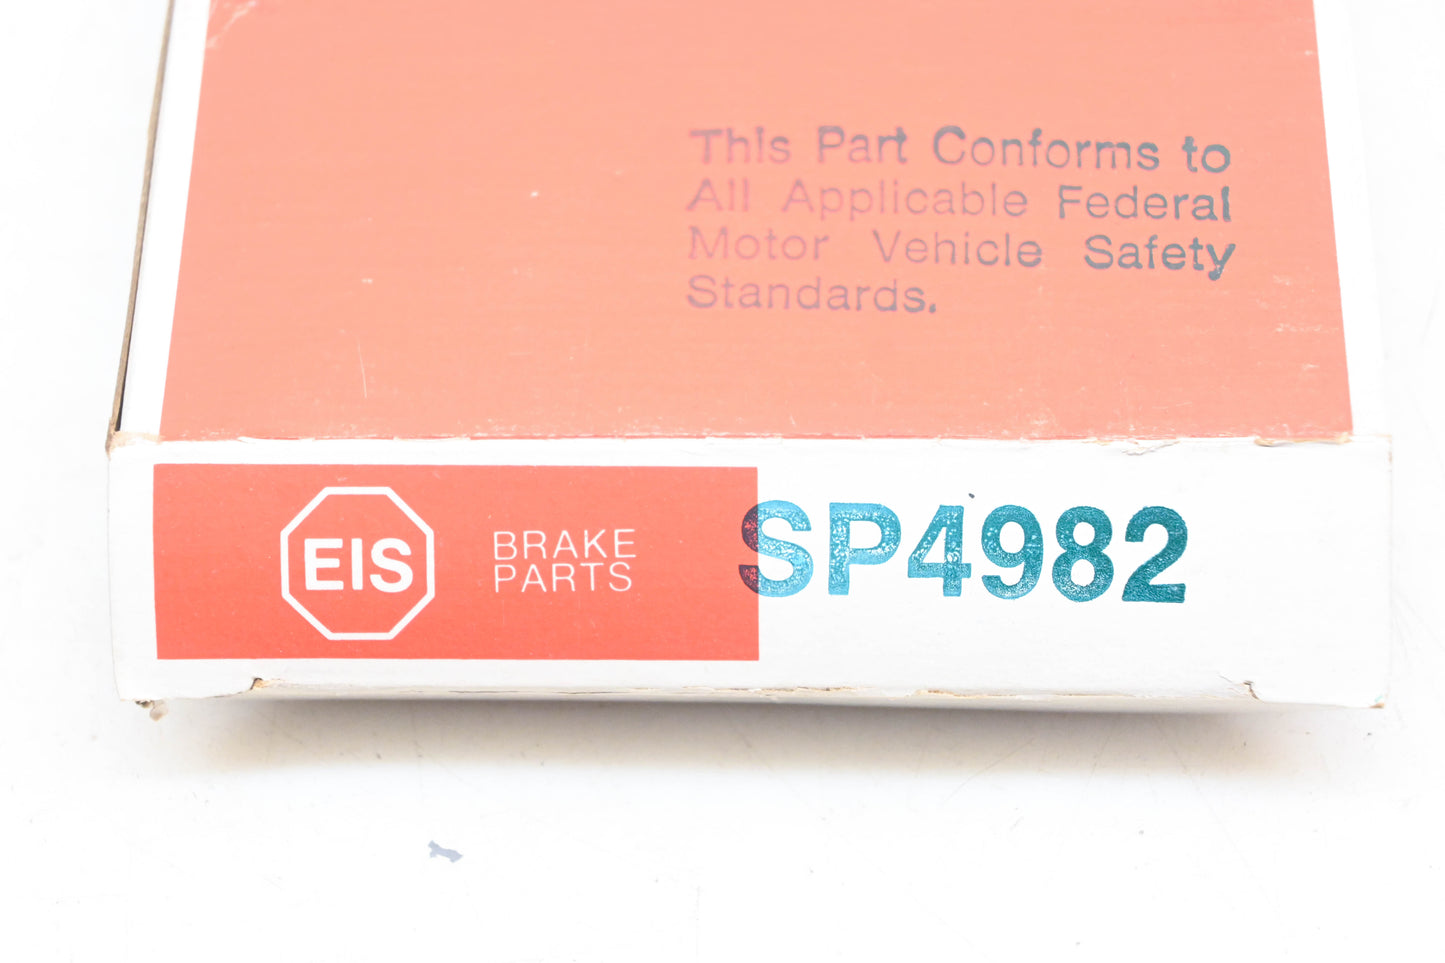 This Part Conforms to
All Applicable Federal
Motor Vehicle Safety
Standards.
EIS
BRAKE
PARTS
SP4982